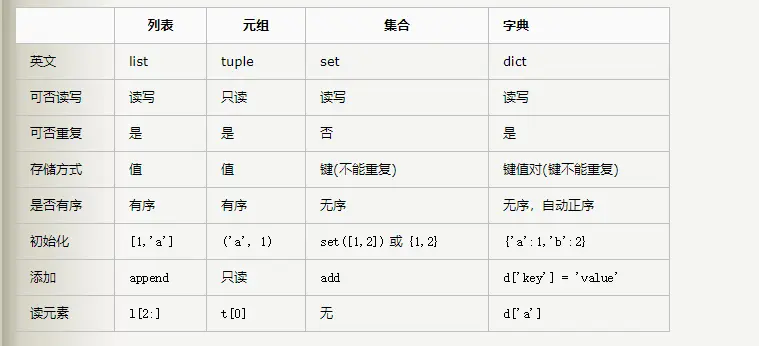 列表 元组 集合 字典
英文 list tuple set dict
可否读写 读写 只读 读写 读写
可否重复 是 是 否 是
存储方式 值 值 键(不能重复) 键值对(键不能重复)
是否有序 有序 有序 无序 无序，自动正序
初始化 [1,'a'] ('a', 1) set([1,2]) 或 {1,2} {'a':1,'b':2}
添加 append 只读 add d['key'] = 'value'
读元素 l[2:] t[0] 无 d['a']